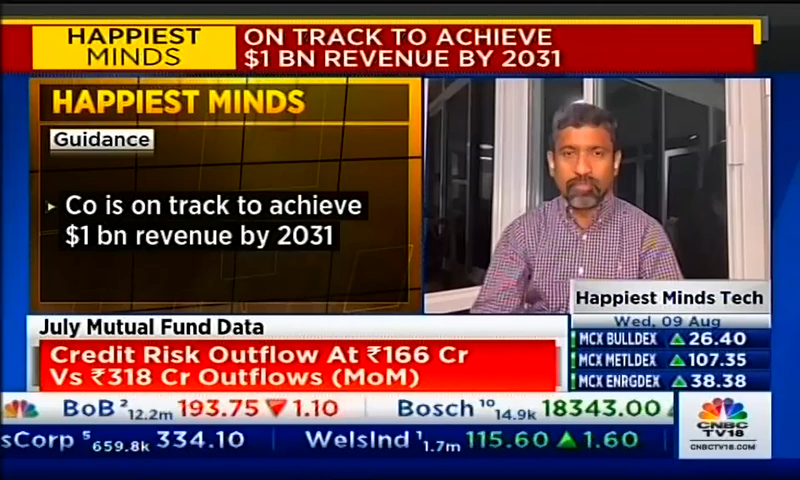 HAPPIEST
MINDS
ON TRACK TO ACHIEVE
$1 BN REVENUE BY 2031
HAPPIEST MINDS
Guidance
Co is on track to achieve
$1 bn revenue by 2031
Happiest Minds Tech
Wed, 09 Aug
MCX BULLDEX ▲ 26.40
MCX METLDEX ▲ 107.35
MCX ENRGDEX ▲ 38.38
July Mutual Fund Data
Credit Risk Outflow At ₹166 Cr
Vs ₹318 Cr Outflows (MoM)
BoB 2 12.2m 193.75 ▼ 1.10 Bosch 10 14.9k 18343.00 ▲
sCorp 5 659.8k 334.10 WelsInd 1 1.7m 115.60 ▲ 1.60
CNBC
TV18
CNBCTV18.COM